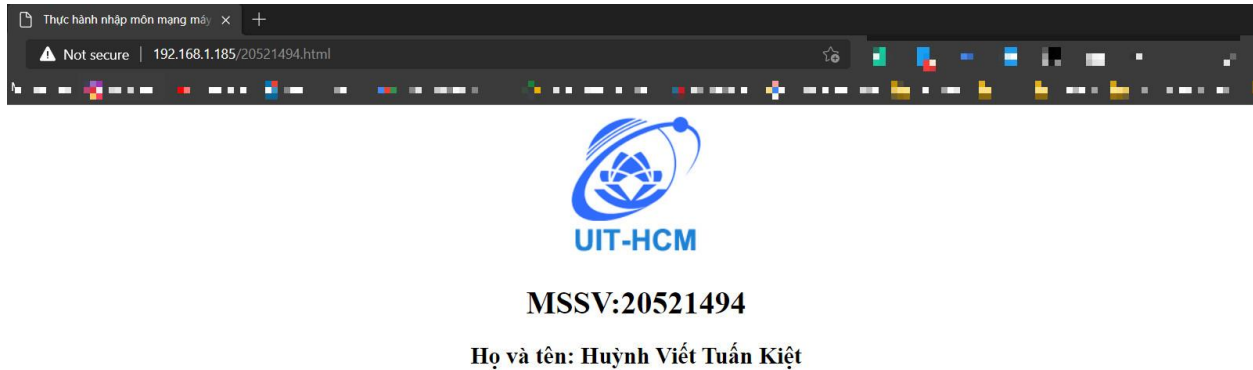 Thực hành nhập môn mạng máy
Not secure | 192.168.1.185/20521494.html
UIT-HCM
MSSV:20521494
Họ và tên: Huỳnh Viết Tuấn Kiệt